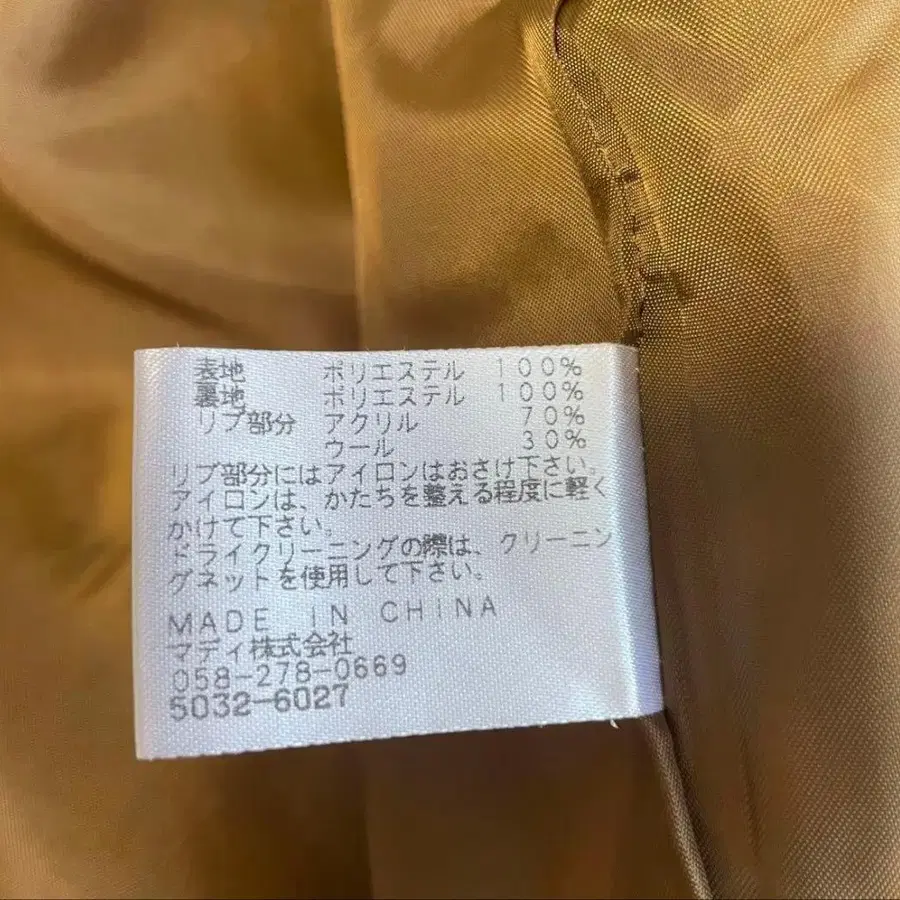 表地 ポリエステル 100%
裏地 ポリエステル 100%
リブ部分 アクリル 70%
ウール 30%
リブ部分にはアイロンはおさけ下さい。
アイロンは、かたちを整える程度に軽く
かけて下さい。
ドライクリーニングの際は、クリーニン
グネットを使用して下さい。
MADE IN CHINA
マディ株式会社
058-278-0669
5032-6027